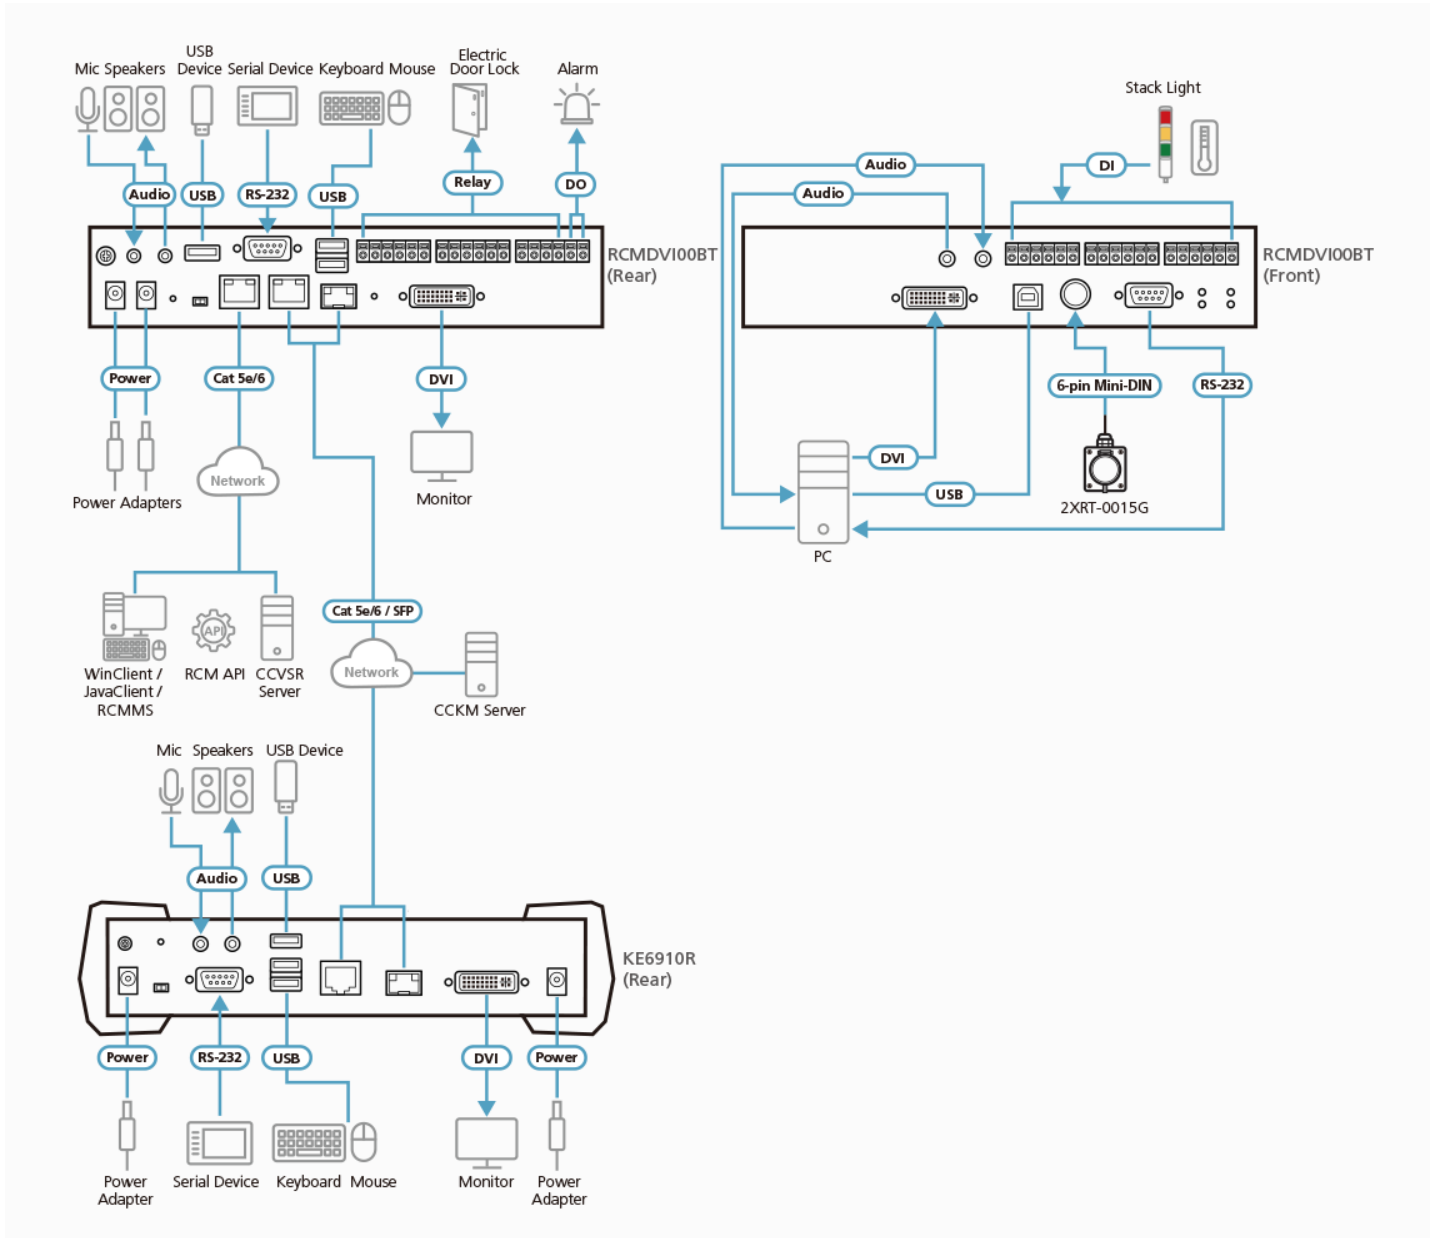 Mic Speakers
USB
Device
Serial Device
Keyboard Mouse
Electric
Door Lock
Alarm
Audio
USB
RS-232
USB
Relay
DO
RCMDVI00BT
(Rear)
Power
Cat 5e/6
DVI
Power Adapters
Network
Monitor
Cat 5e/6 / SFP
WinClient /
JavaClient /
RCMMS
API
RCM API
CCVSR
Server
Network
CCKM Server
Stack Light
Audio
DI
Audio
RCMDVI00BT
(Front)
6-pin Mini-DIN
RS-232
DVI
USB
2XRT-0015G
PC
Mic
Speakers
USB Device
Audio
USB
KE6910R
(Rear)
Power
RS-232
USB
DVI
Power
Power
Adapter
Serial Device
Keyboard
Mouse
Monitor
Power
Adapter